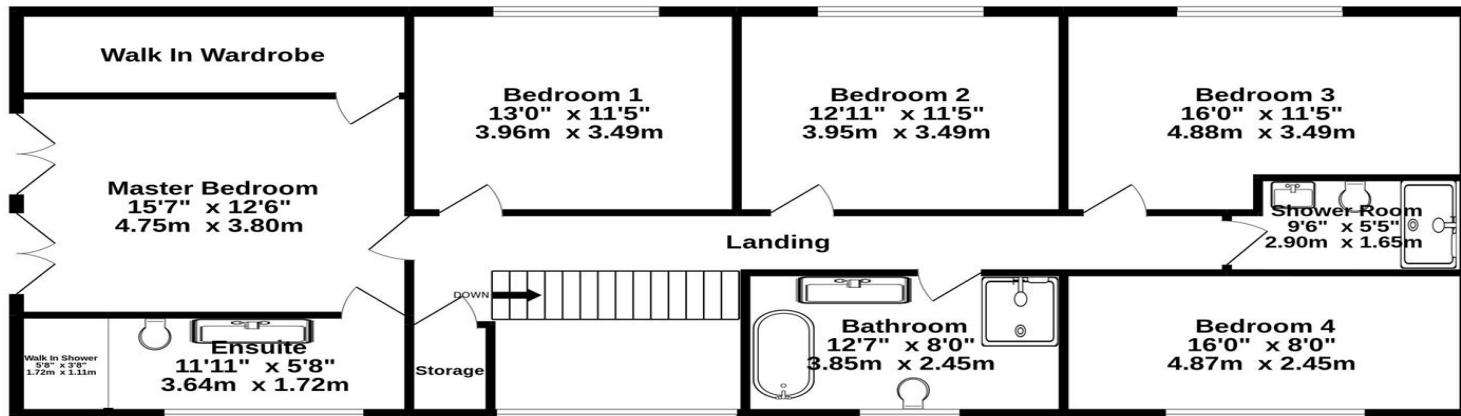 Walk In Wardrobe
Master Bedroom
15'7" x 12'6"
4.75m x 3.80m
Bedroom 1
13'0" x 11'5"
3.96m x 3.49m
Bedroom 2
12'11" x 11'5"
3.95m x 3.49m
Bedroom 3
16'0" x 11'5"
4.88m x 3.49m
Shower Room
9'6" x 5'5"
2.90m x 1.65m
Landing
DOWN
Walk In Shower
5'8" x 3'8"
1.72m x 1.11m
Ensuite
11'11" x 5'8"
3.64m x 1.72m
Storage
Bathroom
12'7" x 8'0"
3.85m x 2.45m
Bedroom 4
16'0" x 8'0"
4.87m x 2.45m